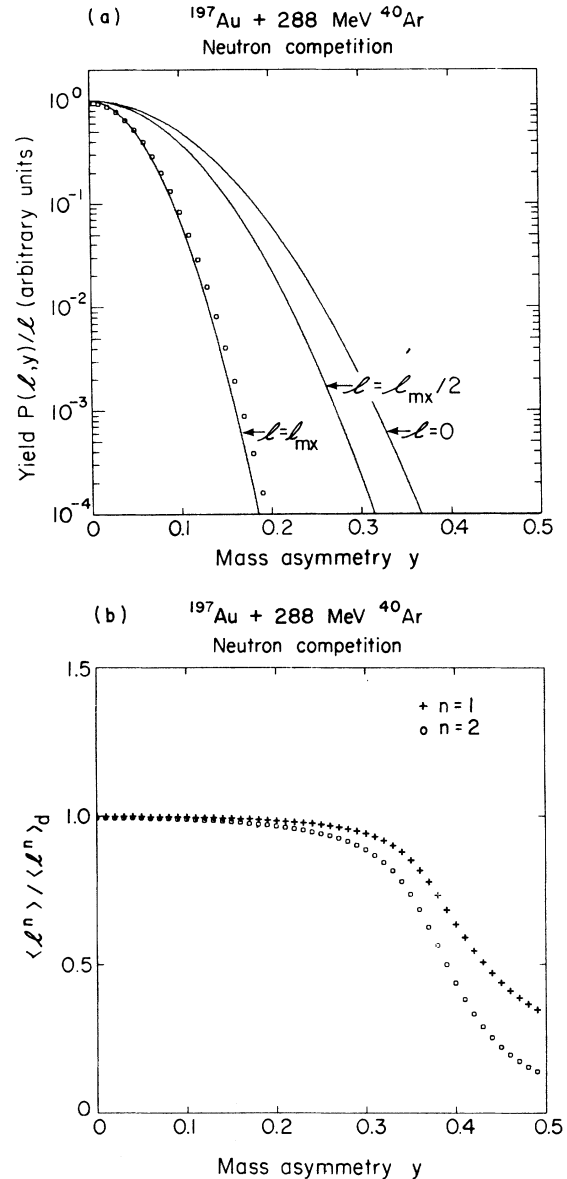 (a) ¹⁹⁷Au + 288 MeV ⁴⁰Ar
Neutron competition
Yield P(ℓ,y)/ℓ (arbitrary units)
10⁰
10⁻¹
10⁻²
10⁻³
10⁻⁴
ℓ=ℓmx/2
ℓ=ℓmx
ℓ=0
0 0.1 0.2 0.3 0.4 0.5
Mass asymmetry y
(b) ¹⁹⁷Au + 288 MeV ⁴⁰Ar
Neutron competition
<ℓⁿ> / <ℓⁿ>d
1.5
+ n=1
o n=2
1.0
0.5
0
0 0.1 0.2 0.3 0.4 0.5
Mass asymmetry y